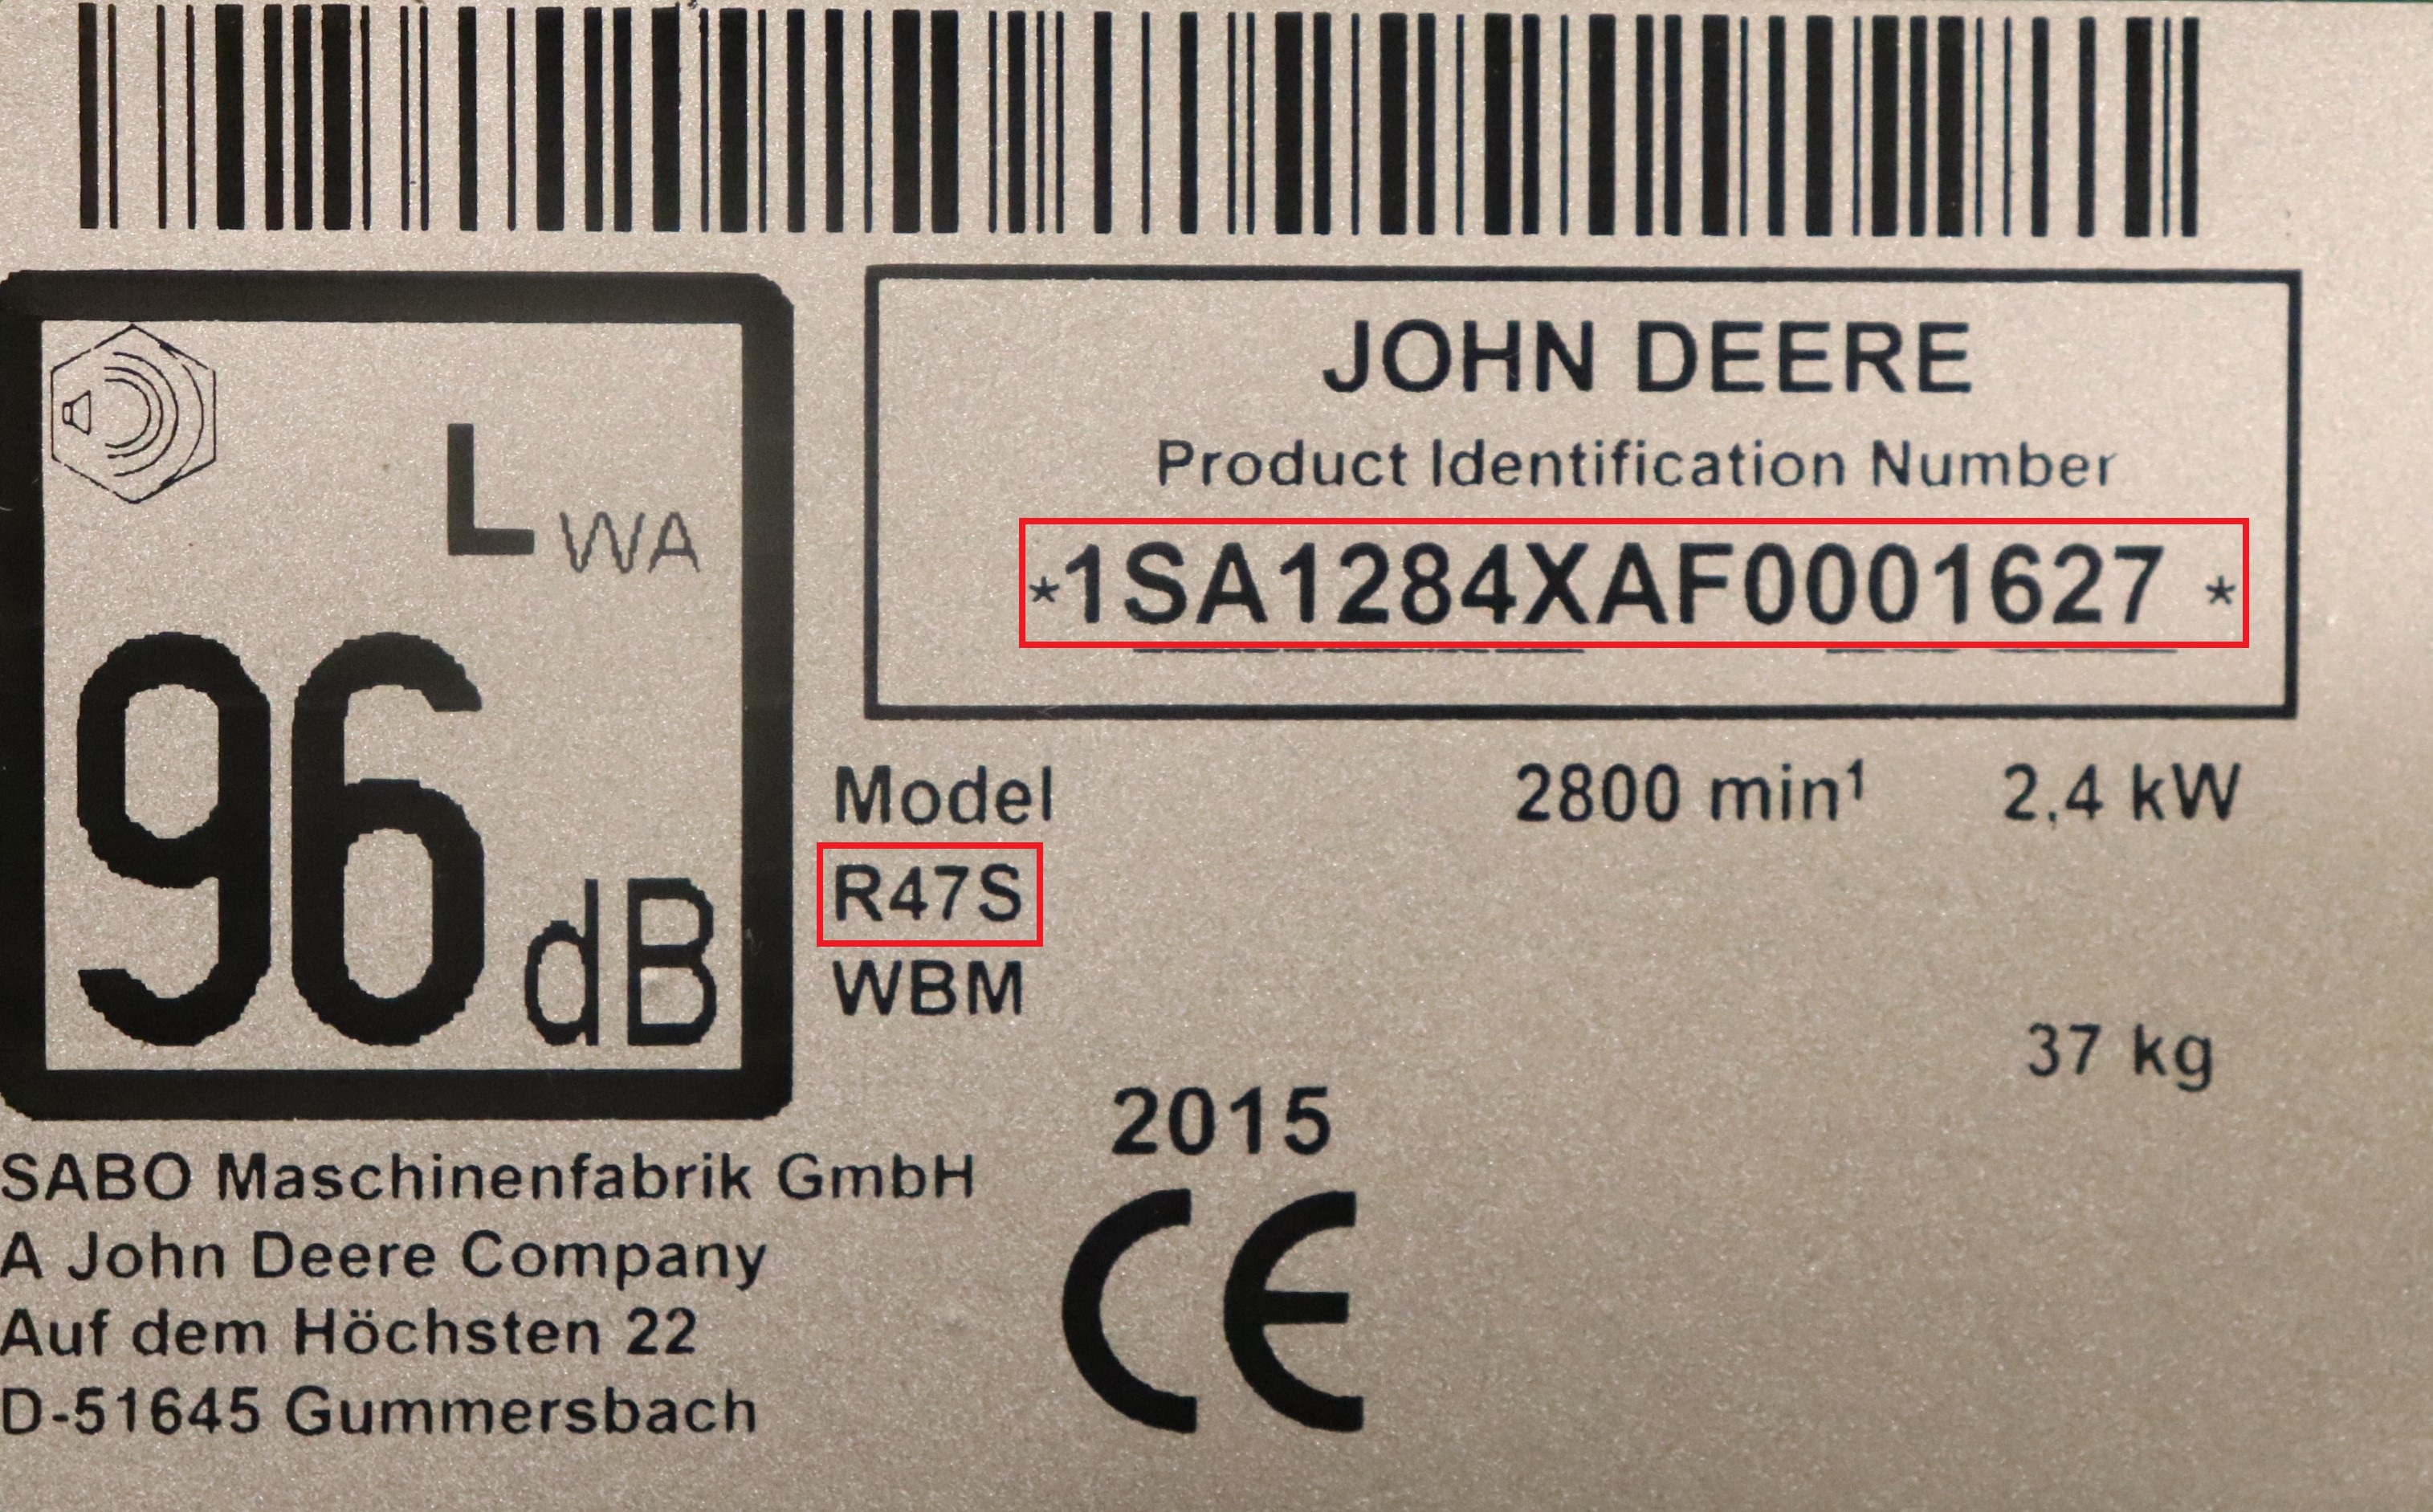 JOHN DEERE
Product Identification Number
*1SA1284XAF0001627 *
L WA
96 dB
Model
2800 min¹ 2,4 kW
R47S
WBM
37 kg
2015
CE
SABO Maschinenfabrik GmbH
A John Deere Company
Auf dem Höchsten 22
D-51645 Gummersbach